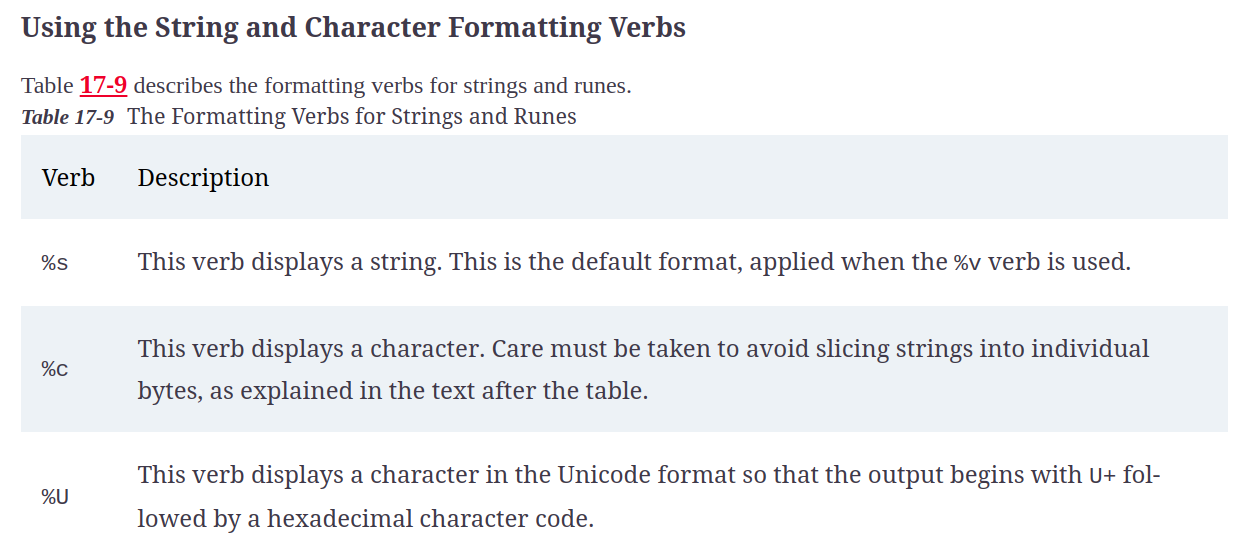 Using the String and Character Formatting Verbs
Table 17-9 describes the formatting verbs for strings and runes.
Table 17-9 The Formatting Verbs for Strings and Runes
Verb Description
%s This verb displays a string. This is the default format, applied when the %v verb is used.
This verb displays a character. Care must be taken to avoid slicing strings into individual
%c
bytes, as explained in the text after the table.
This verb displays a character in the Unicode format so that the output begins with U+ fol-
%U
lowed by a hexadecimal character code.